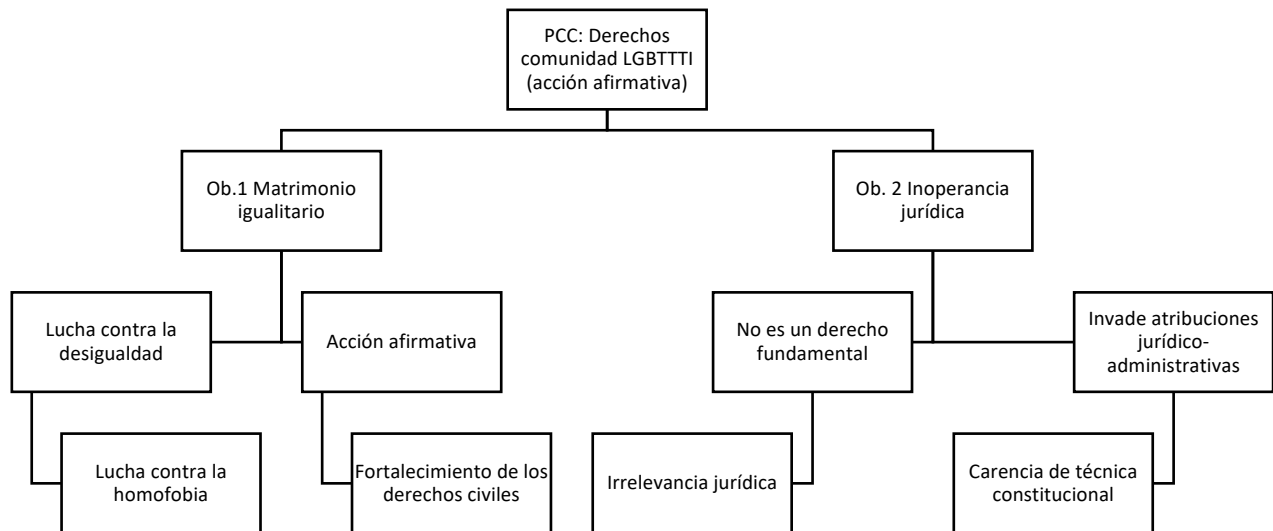 PCC: Derechos
comunidad LGBTTTI
(acción afirmativa)
Ob.1 Matrimonio
igualitario
Ob. 2 Inoperancia
jurídica
Lucha contra la
desigualdad
Acción afirmativa
No es un derecho
fundamental
Invade atribuciones
jurídico-
administrativas
Lucha contra la
homofobia
Fortalecimiento de los
derechos civiles
Irrelevancia jurídica
Carencia de técnica
constitucional